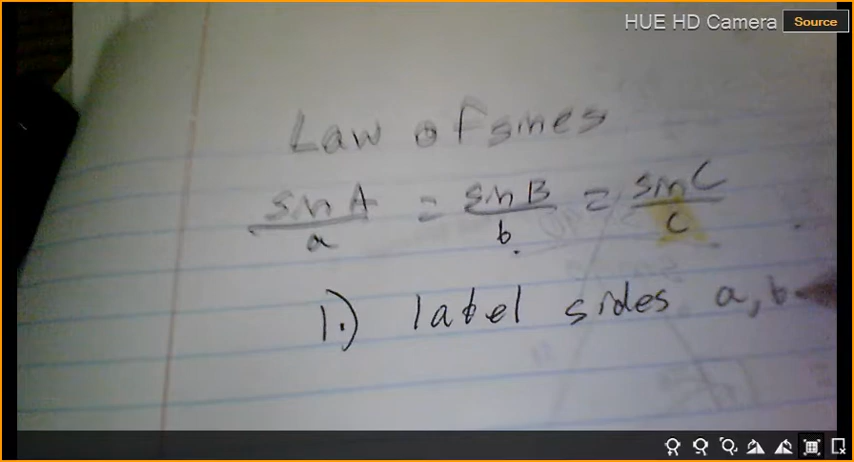 HUE HD Camera Source
Law of sines
sin A / a = sin B / b = sin C / c
1.) label sides a, b